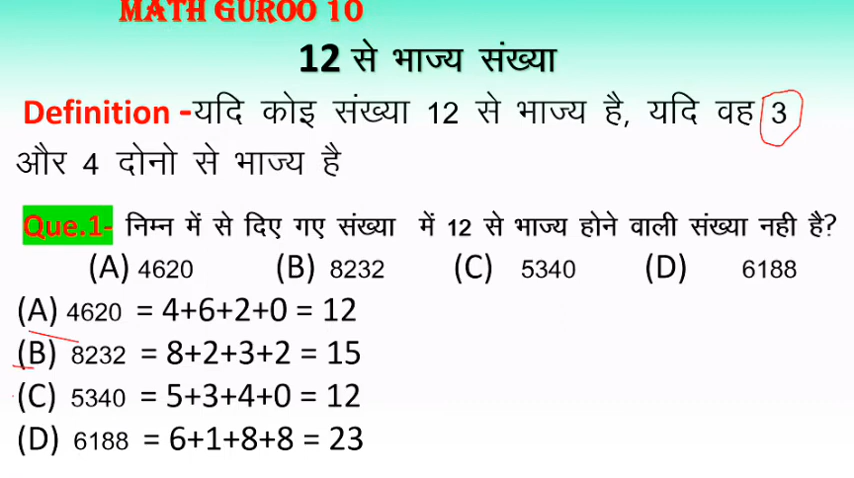 MATH GUROO 10
12 से भाज्य संख्या
Definition -यदि कोइ संख्या 12 से भाज्य है, यदि वह 3
और 4 दोनो से भाज्य है
Que.1- निम्न में से दिए गए संख्या में 12 से भाज्य होने वाली संख्या नही है?
(A) 4620 (B) 8232 (C) 5340 (D) 6188
(A) 4620 = 4+6+2+0 = 12
(B) 8232 = 8+2+3+2 = 15
(C) 5340 = 5+3+4+0 = 12
(D) 6188 = 6+1+8+8 = 23